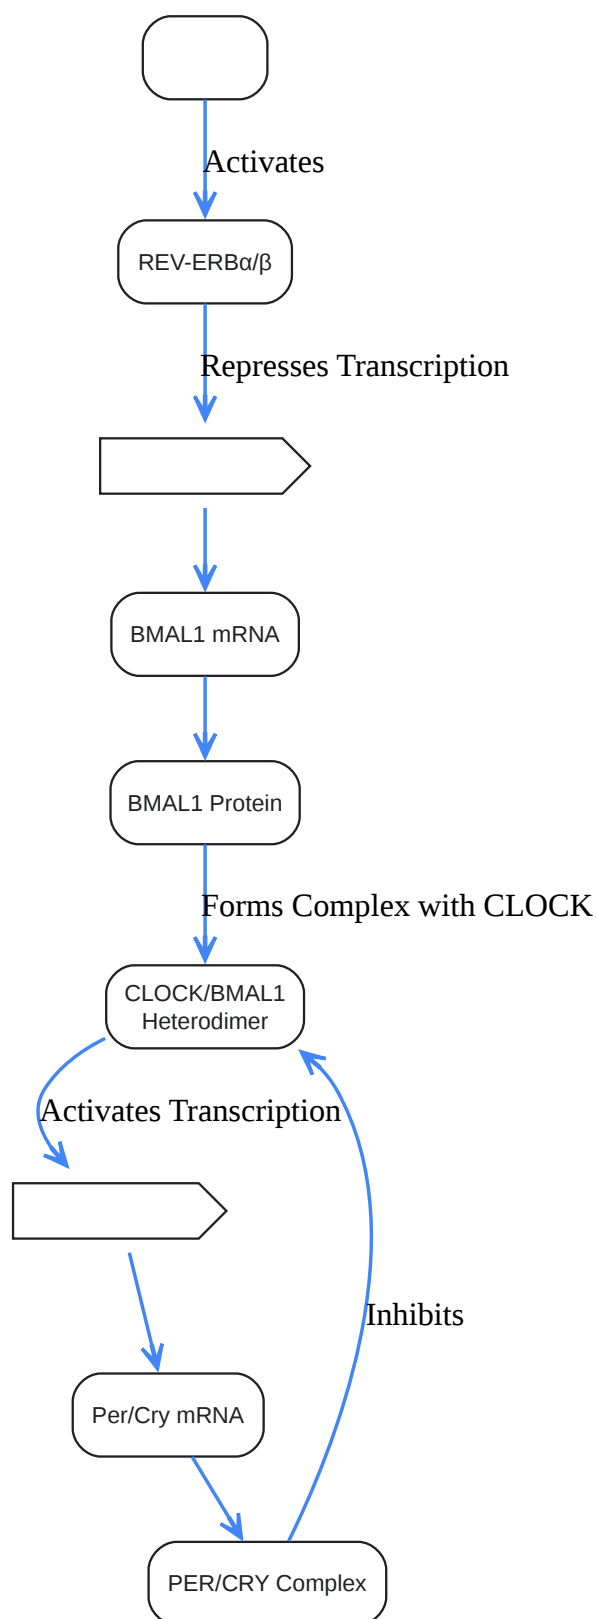 Activates
REV-ERBα/β
Represses Transcription
BMAL1 mRNA
BMAL1 Protein
Forms Complex with CLOCK
CLOCK/BMAL1
Heterodimer
Activates Transcription
Inhibits
Per/Cry mRNA
PER/CRY Complex